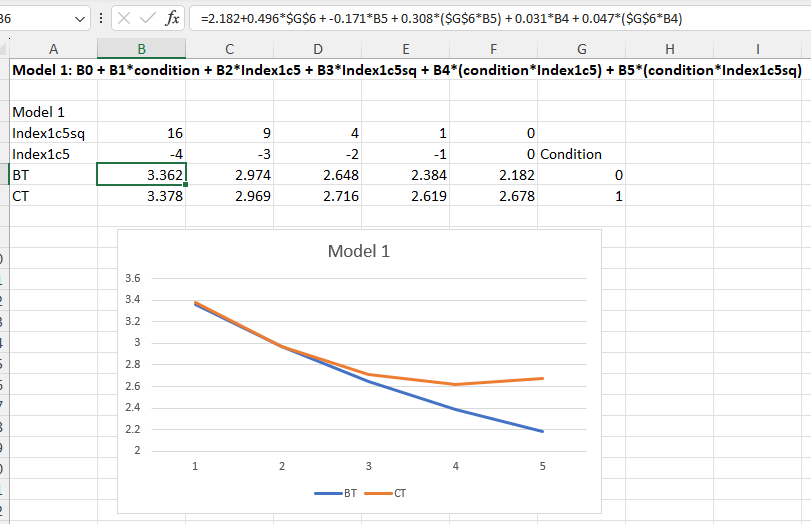 B6 fx =2.182+0.496*$G$6 + -0.171*B5 + 0.308*($G$6*B5) + 0.031*B4 + 0.047*($G$6*B4)
A B C D E F G H I
Model 1: B0 + B1*condition + B2*Index1c5 + B3*Index1c5sq + B4*(condition*Index1c5) + B5*(condition*Index1c5sq)
Model 1
Index1c5sq 16 9 4 1 0
Index1c5 -4 -3 -2 -1 0 Condition
BT 3.362 2.974 2.648 2.384 2.182 0
CT 3.378 2.969 2.716 2.619 2.678 1
Model 1
3.6
3.4
3.2
3
2.8
2.6
2.4
2.2
2
1 2 3 4 5
BT CT